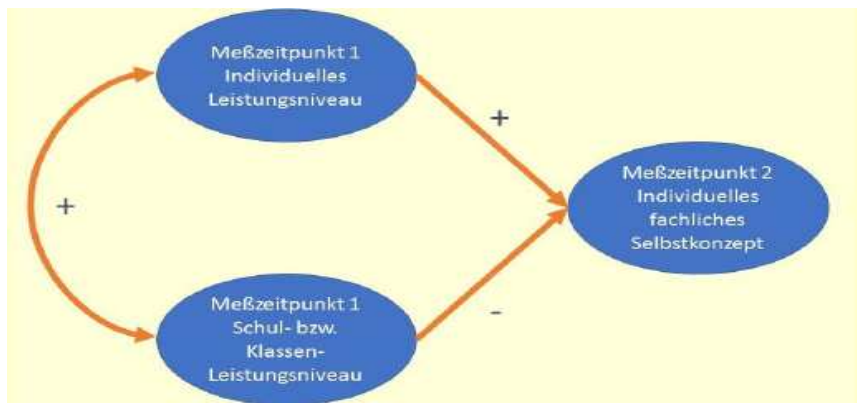 Meßzeitpunkt 1
Individuelles
Leistungsniveau
+
Meßzeitpunkt 2
Individuelles
fachliches
Selbstkonzept
+
Meßzeitpunkt 1
Schul- bzw.
Klassen-
Leistungsniveau
-